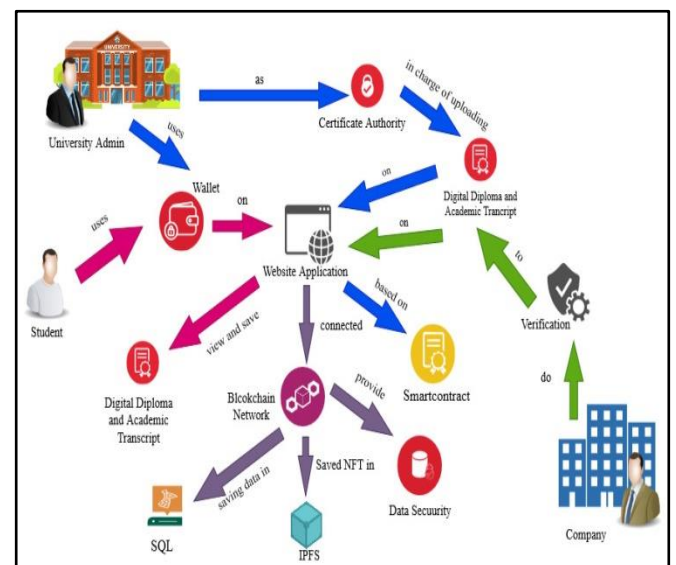 UNIVERSITY
University Admin
as
Certificate Authority
in charge of uploading
uses
Wallet
on
Digital Diploma and
Academic Trancript
uses
on
on
Student
Website Application
to
view and save
connected
based on
Verification
Digital Diploma
and Academic
Transcript
Blcokchain
Network
provide
Smartcontract
do
saving data in
Saved NFT in
Data Secuurity
SQL
IPFS
Company